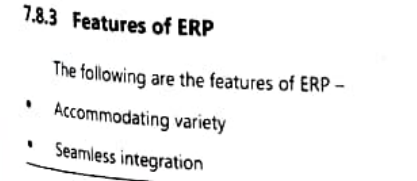 7.8.3 Features of ERP
The following are the features of ERP –
• Accommodating variety
• Seamless integration